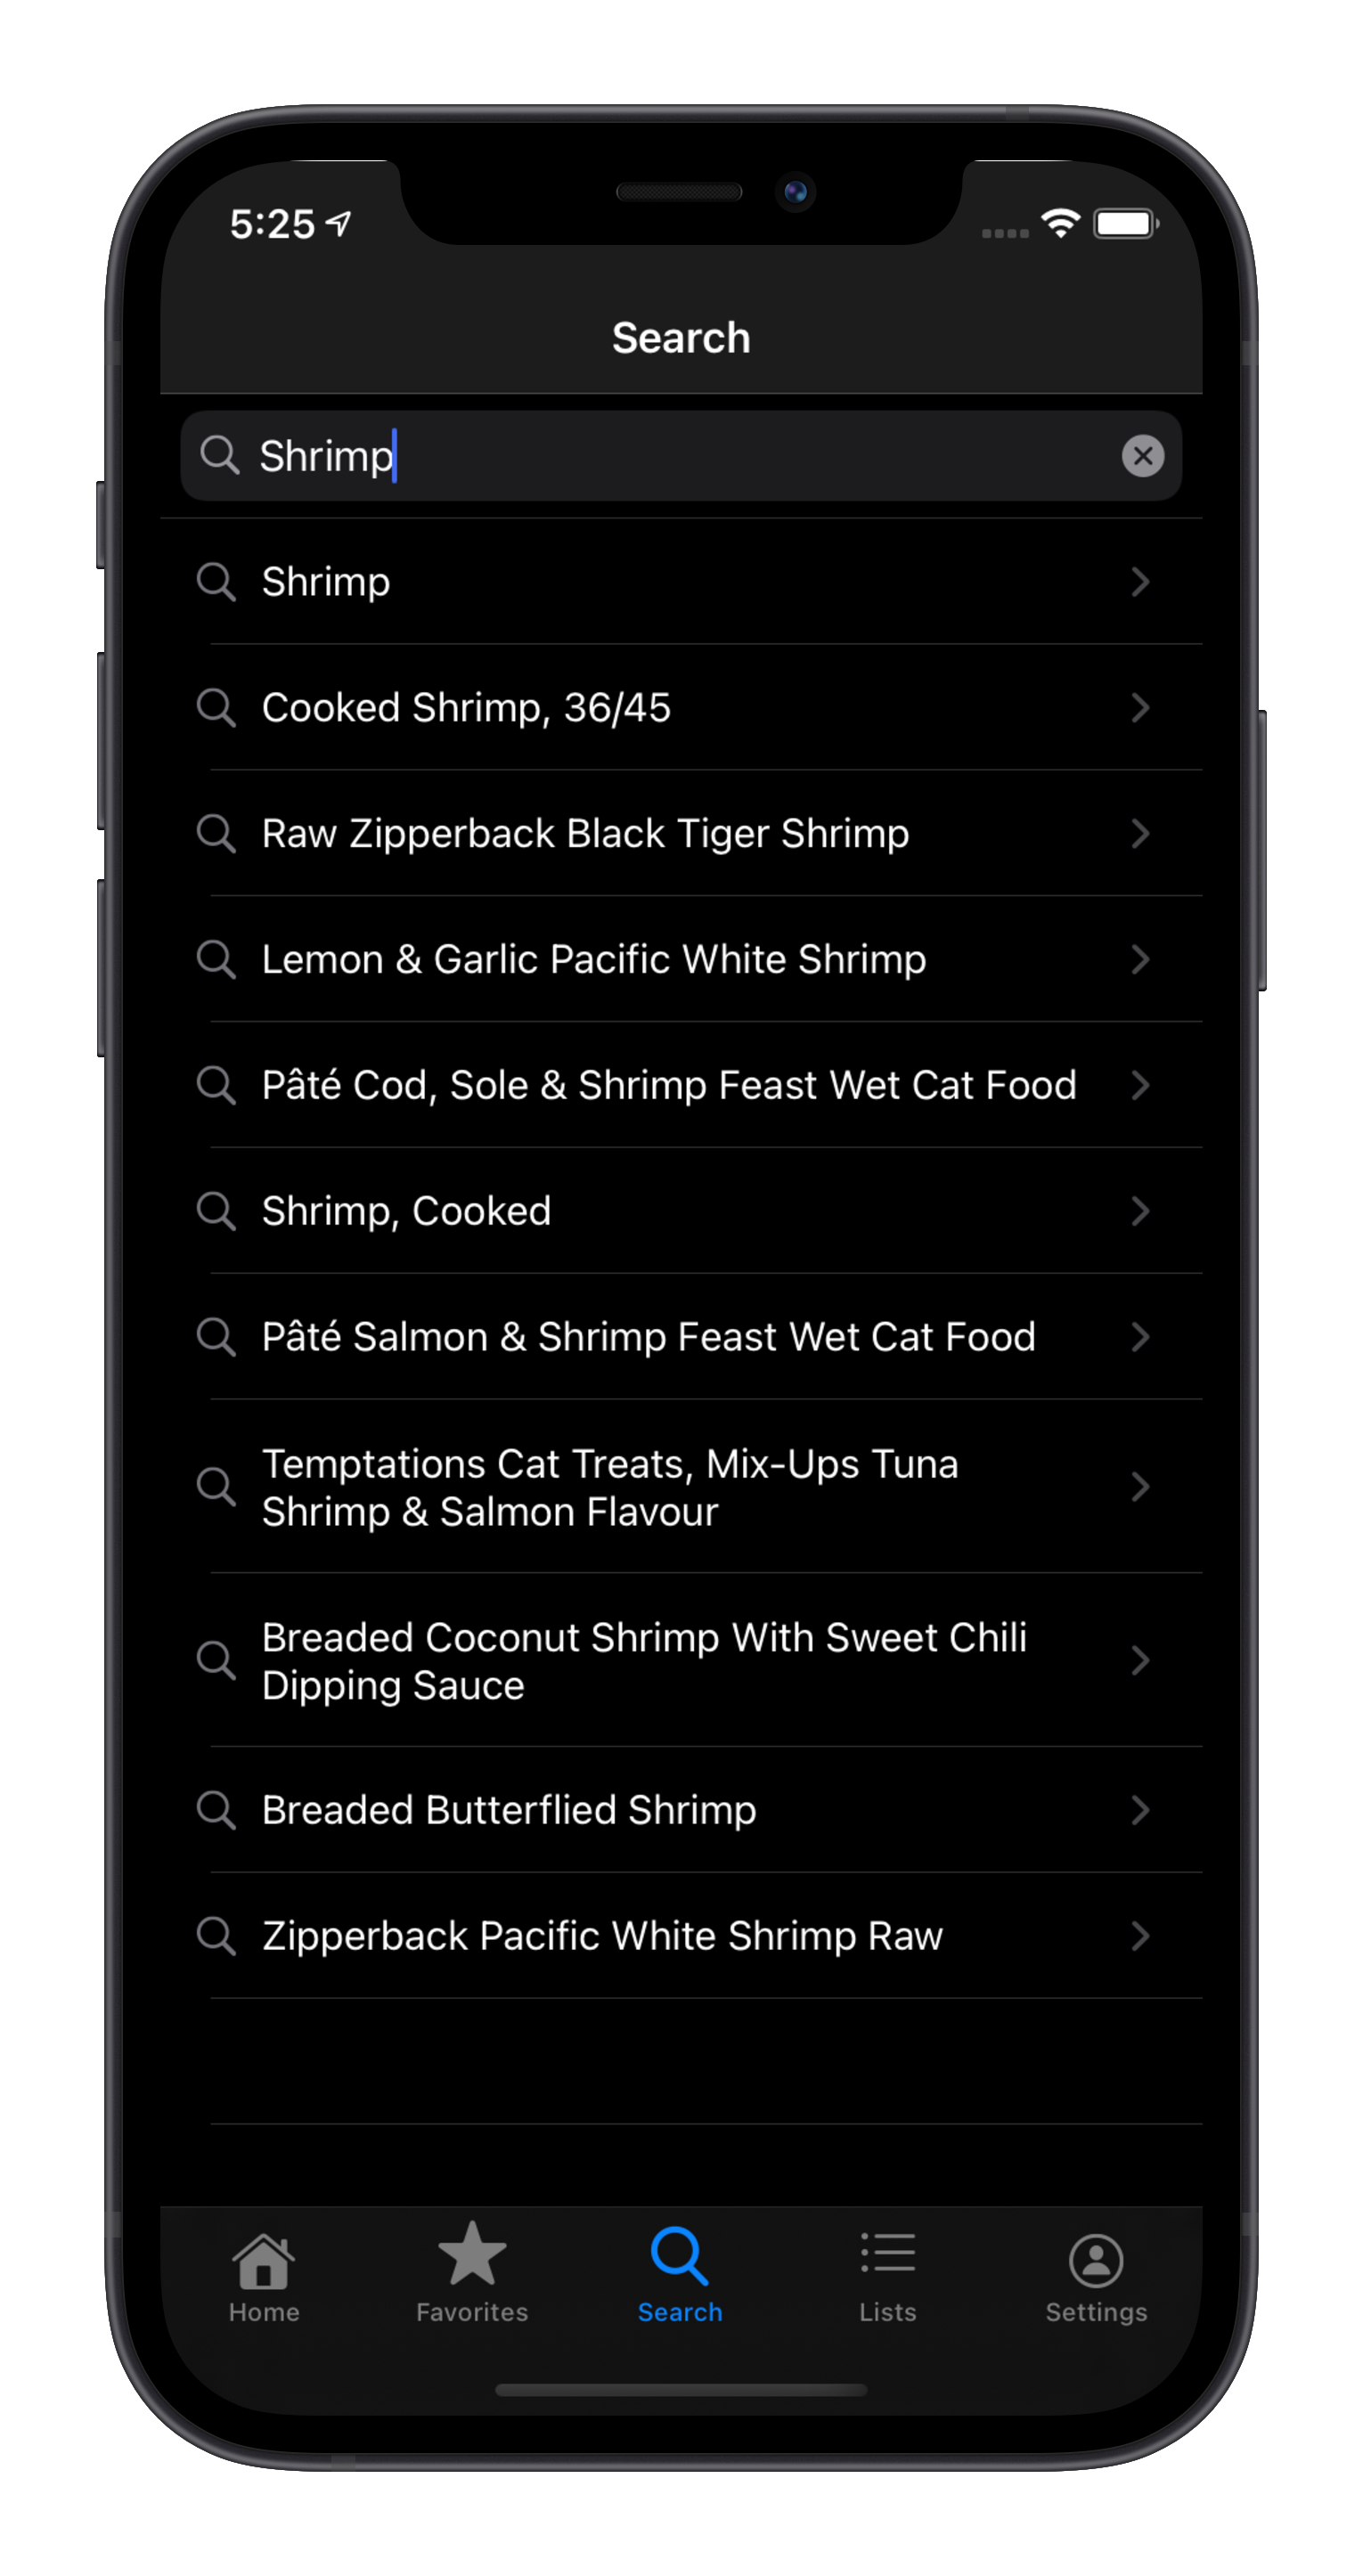 5:25
Search
Shrimp
Shrimp
Cooked Shrimp, 36/45
Raw Zipperback Black Tiger Shrimp
Lemon & Garlic Pacific White Shrimp
Pâté Cod, Sole & Shrimp Feast Wet Cat Food
Shrimp, Cooked
Pâté Salmon & Shrimp Feast Wet Cat Food
Temptations Cat Treats, Mix-Ups Tuna
Shrimp & Salmon Flavour
Breaded Coconut Shrimp With Sweet Chili
Dipping Sauce
Breaded Butterflied Shrimp
Zipperback Pacific White Shrimp Raw
Home Favorites Search Lists Settings